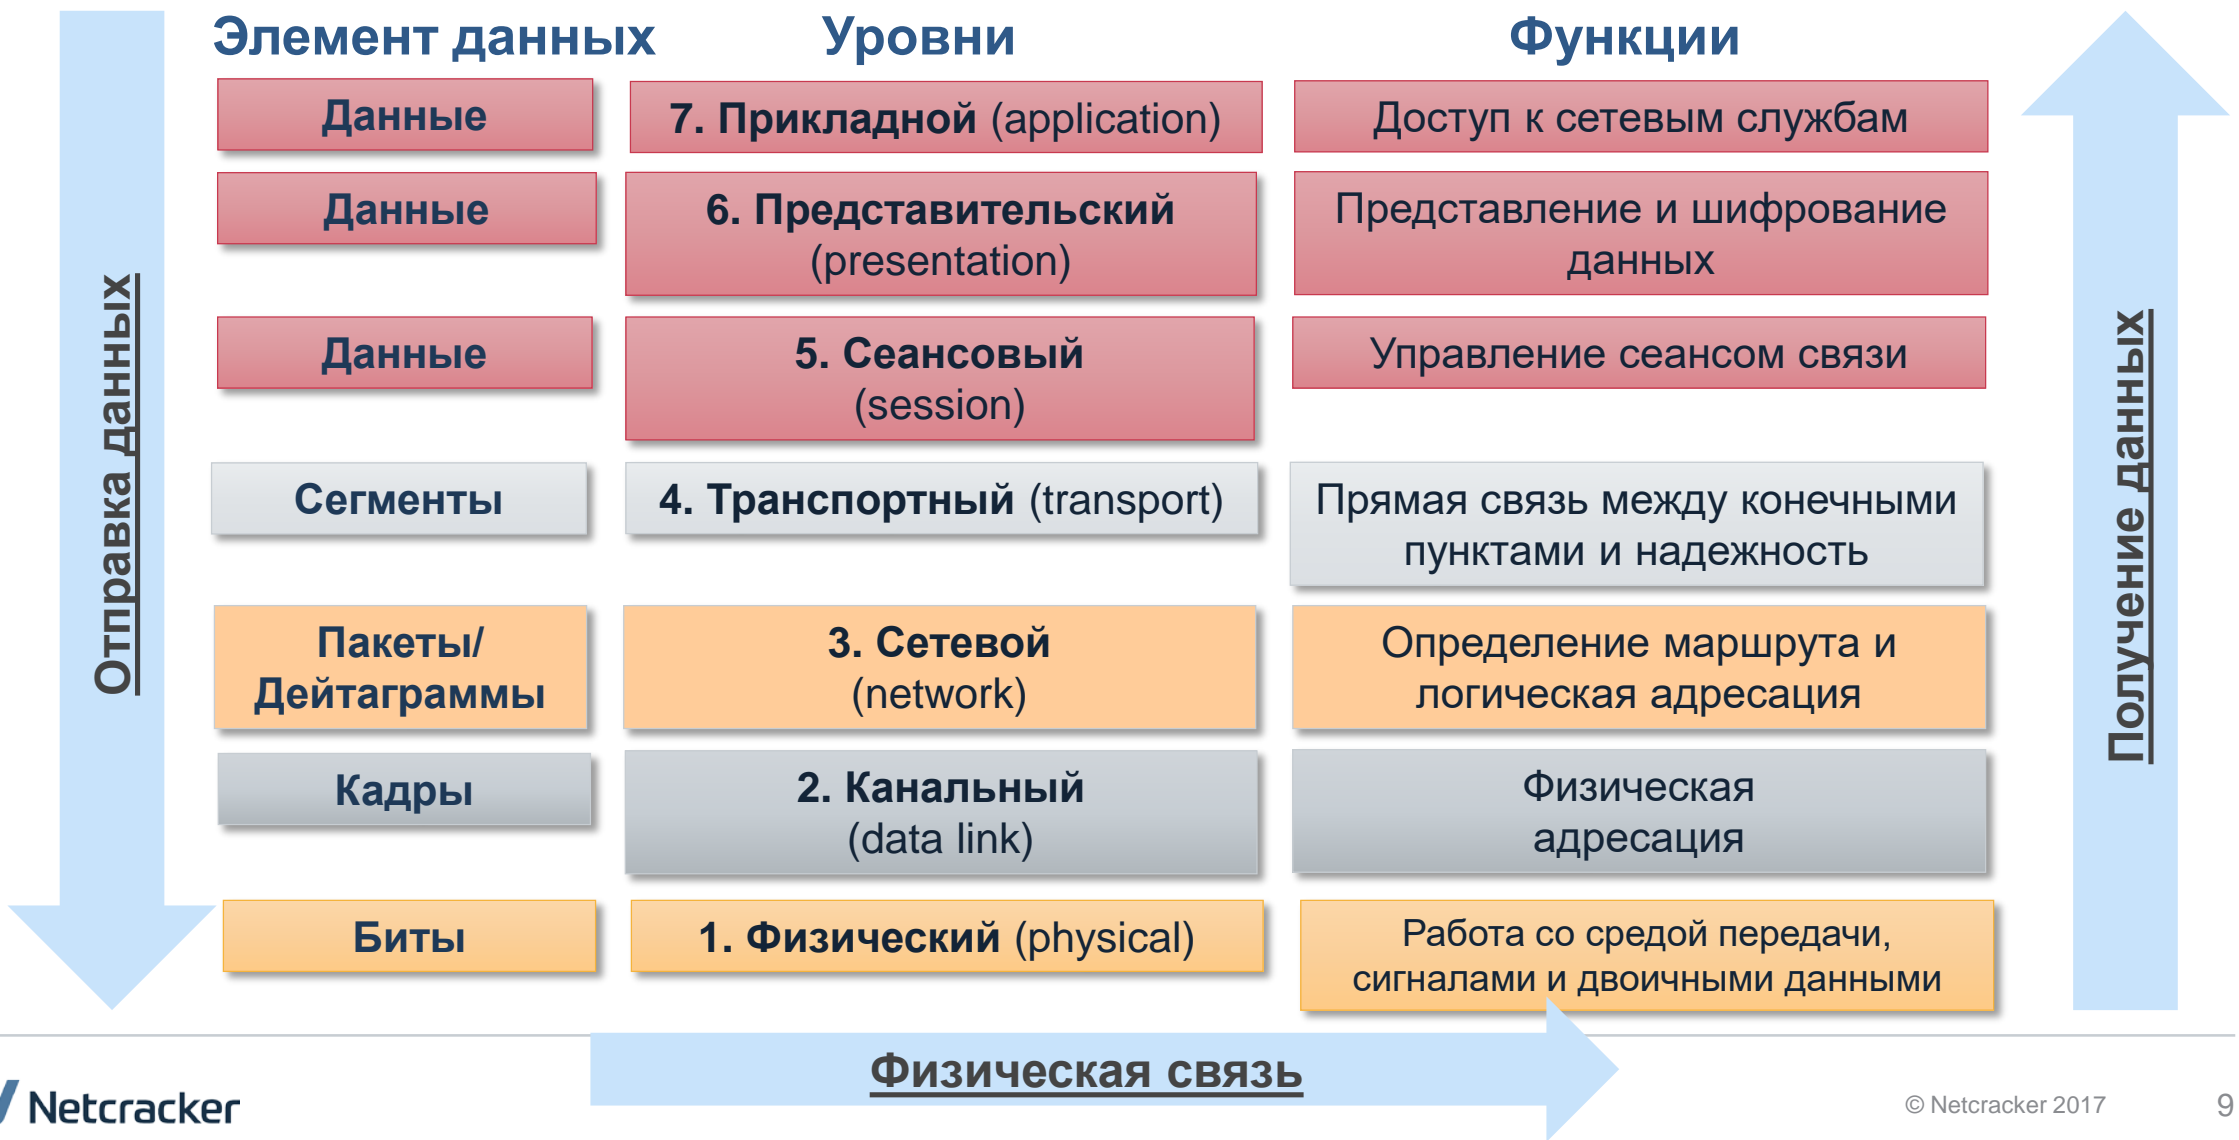 Элемент данных Уровни Функции
Данные 7. Прикладной (application) Доступ к сетевым службам
Данные 6. Представительский Представление и шифрование
(presentation) данных
Данные 5. Сеансовый Управление сеансом связи
(session)
Сегменты 4. Транспортный (transport) Прямая связь между конечными
пунктами и надежность
Пакеты/ 3. Сетевой Определение маршрута и
Дейтаграммы (network) логическая адресация
Кадры 2. Канальный Физическая
(data link) адресация
Биты 1. Физический (physical) Работа со средой передачи,
сигналами и двоичными данными
Отправка данных
Получение данных
Физическая связь
Netcracker
© Netcracker 2017 9